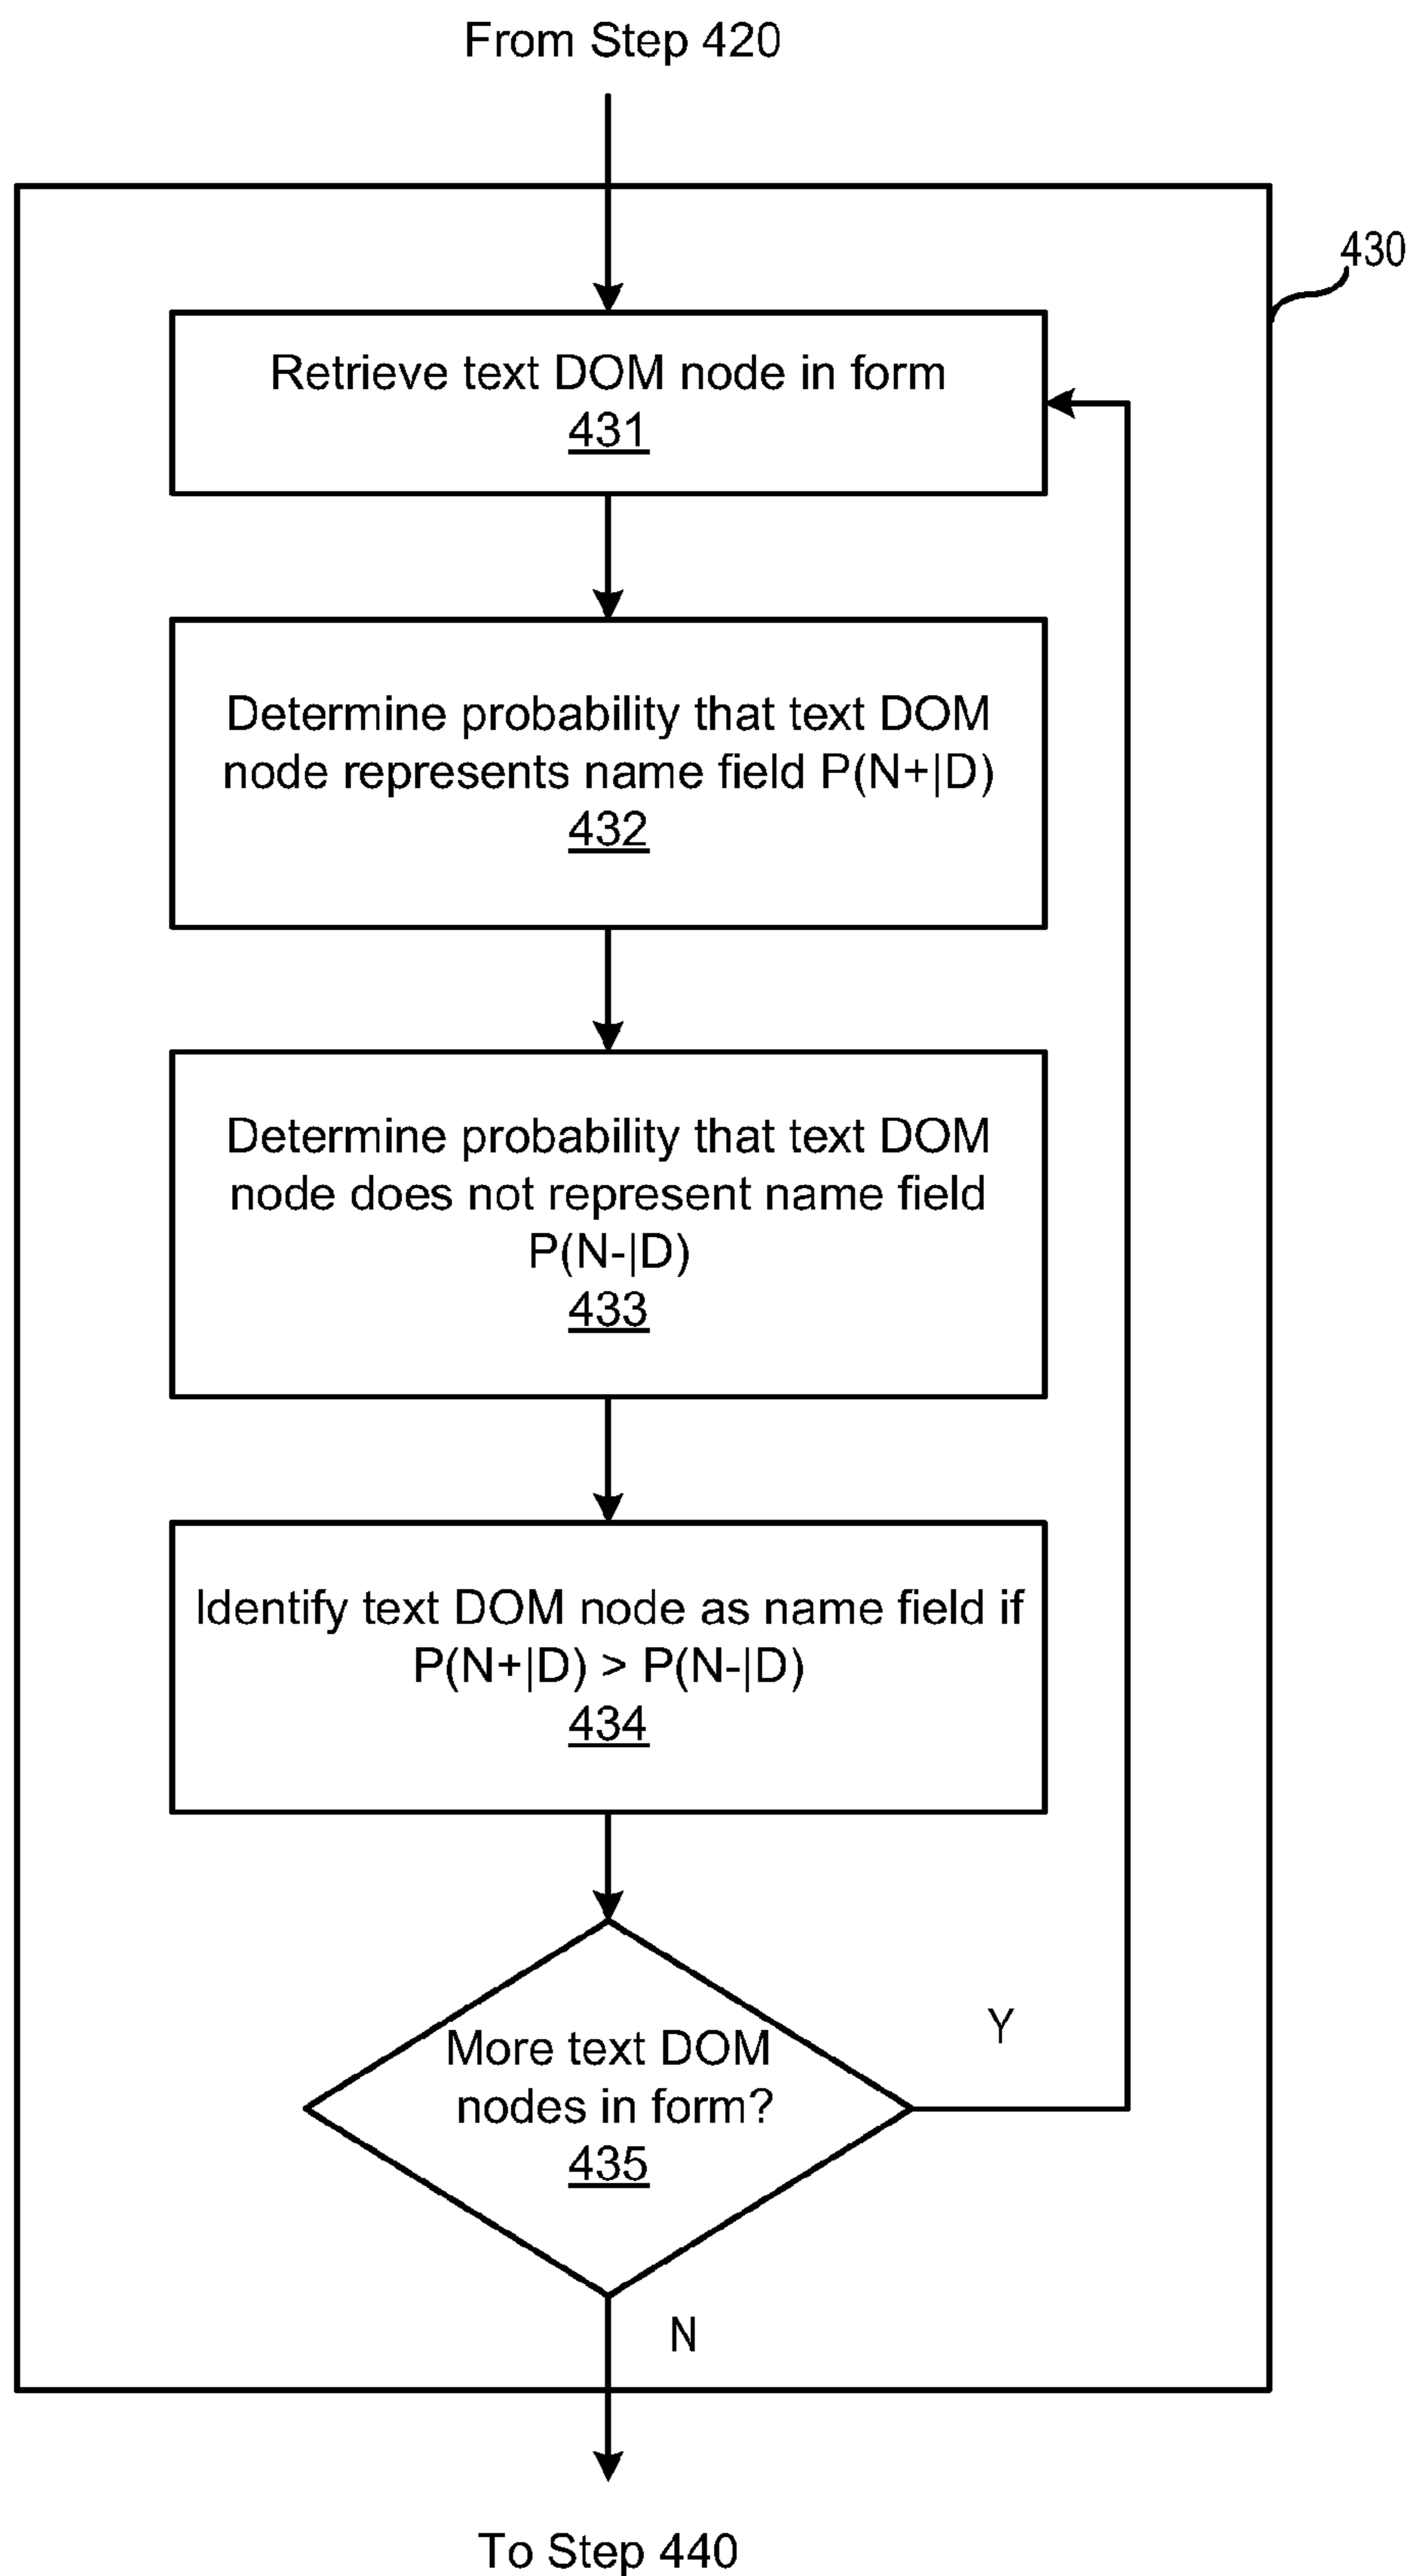 From Step 420
430
Retrieve text DOM node in form
431
Determine probability that text DOM
node represents name field P(N+|D)
432
Determine probability that text DOM
node does not represent name field
P(N-|D)
433
Identify text DOM node as name field if
P(N+|D) > P(N-|D)
434
More text DOM
nodes in form?
435
Y
N
To Step 440